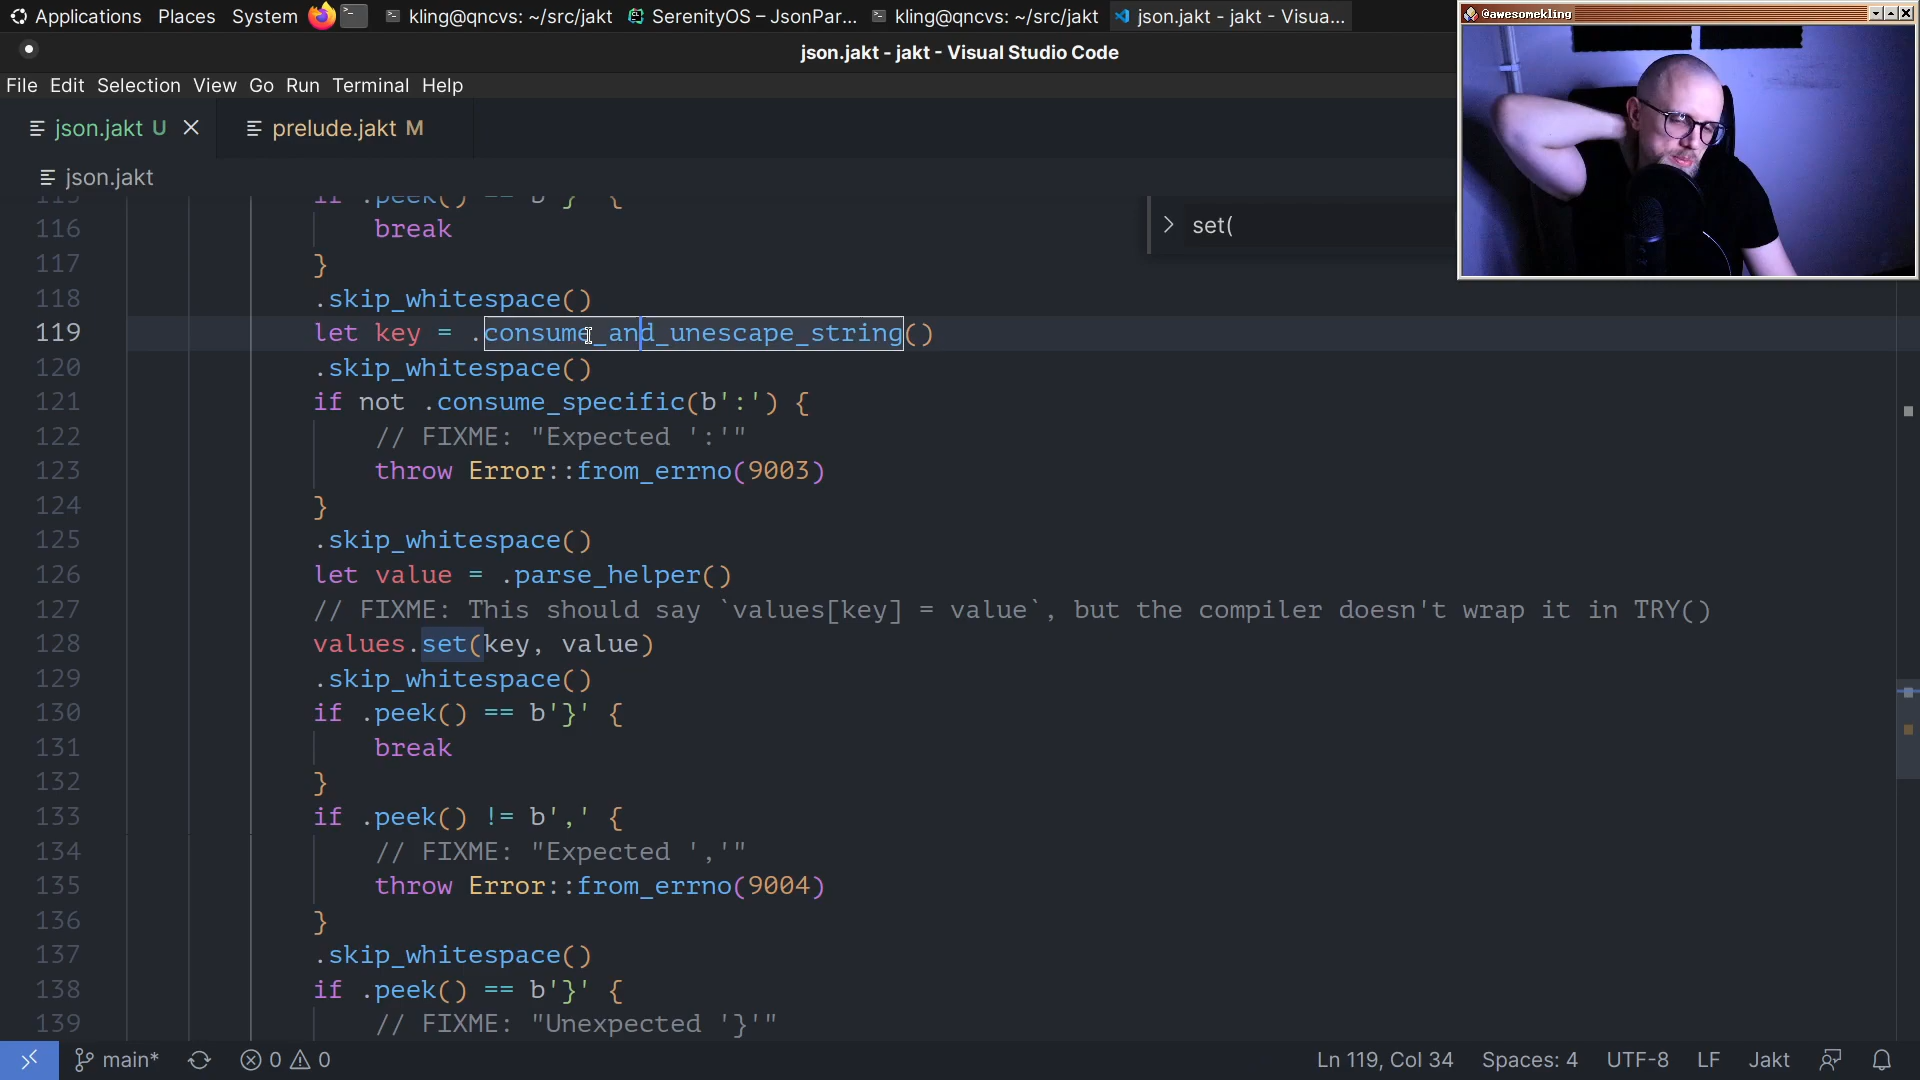 Applications Places System kling@qncvs: ~/src/jakt SerenityOS – JsonPar... kling@qncvs: ~/src/jakt json.jakt - jakt - Visua...
@awesomekling
json.jakt - jakt - Visual Studio Code
File Edit Selection View Go Run Terminal Help
json.jakt U prelude.jakt M
json.jakt
set(
115 if .peek() == b'}' {
116 break
117 }
118 .skip_whitespace()
119 let key = .consume_and_unescape_string()
120 .skip_whitespace()
121 if not .consume_specific(b':') {
122 // FIXME: "Expected ':'"
123 throw Error::from_errno(9003)
124 }
125 .skip_whitespace()
126 let value = .parse_helper()
127 // FIXME: This should say `values[key] = value`, but the compiler doesn't wrap it in TRY()
128 values.set(key, value)
129 .skip_whitespace()
130 if .peek() == b'}' {
131 break
132 }
133 if .peek() != b',' {
134 // FIXME: "Expected ','"
135 throw Error::from_errno(9004)
136 }
137 .skip_whitespace()
138 if .peek() == b'}' {
139 // FIXME: "Unexpected '}'"
main* 0 0 Ln 119, Col 34 Spaces: 4 UTF-8 LF Jakt